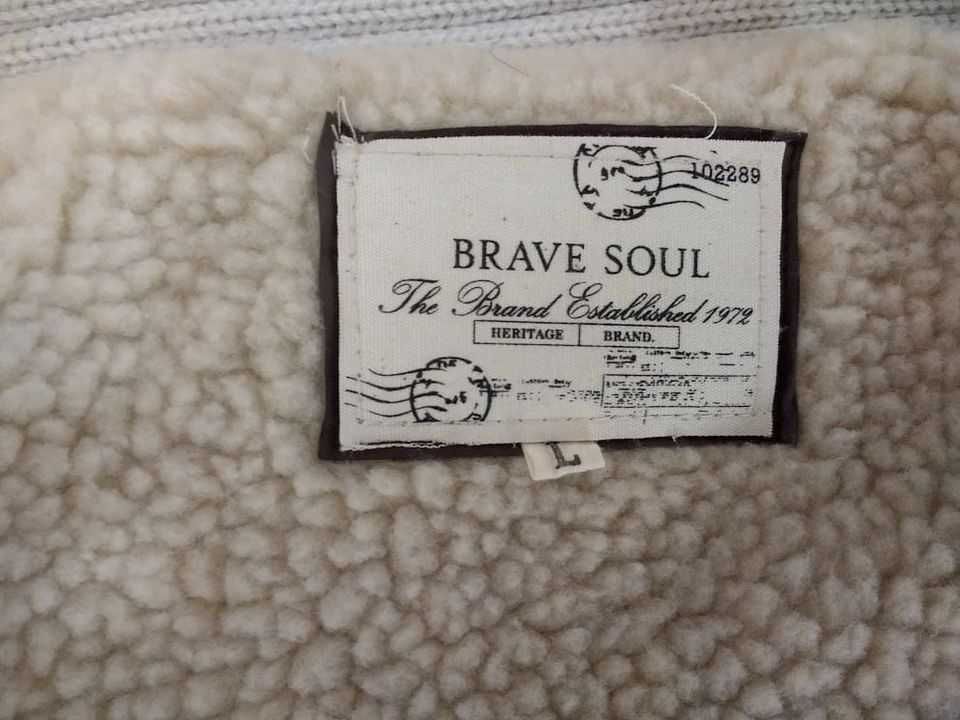 102289
BRAVE SOUL
The Brand Established 1972
HERITAGE BRAND.
L